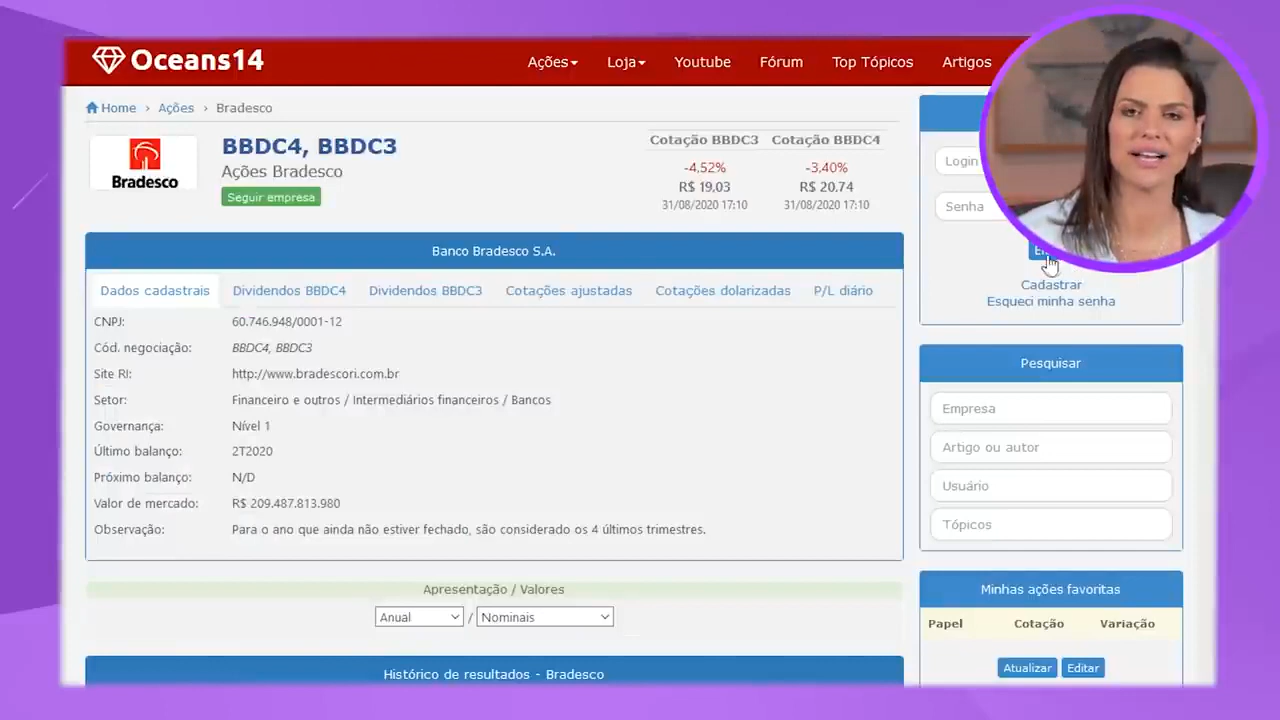 Oceans14
Ações Loja Youtube Fórum Top Tópicos Artigos
Home › Ações › Bradesco
Bradesco
BBDC4, BBDC3
Ações Bradesco
Seguir empresa
Cotação BBDC3 Cotação BBDC4
-4.52% -3.40%
R$ 19,03 R$ 20.74
31/08/2020 17:10 31/08/2020 17:10
Banco Bradesco S.A.
Dados cadastrais Dividendos BBDC4 Dividendos BBDC3 Cotações ajustadas Cotações dolarizadas P/L diário
CNPJ: 60.746.948/0001-12
Cód. negociação: BBDC4, BBDC3
Site RI: http://www.bradescori.com.br
Setor: Financeiro e outros / Intermediários financeiros / Bancos
Governança: Nível 1
Último balanço: 2T2020
Próximo balanço: N/D
Valor de mercado: R$ 209.487.813.980
Observação: Para o ano que ainda não estiver fechado, são considerado os 4 últimos trimestres.
Apresentação / Valores
Anual / Nominais
Histórico de resultados - Bradesco
Login
Senha
Cadastrar
Esqueci minha senha
Pesquisar
Empresa
Artigo ou autor
Usuário
Tópicos
Minhas ações favoritas
Papel Cotação Variação
Atualizar Editar